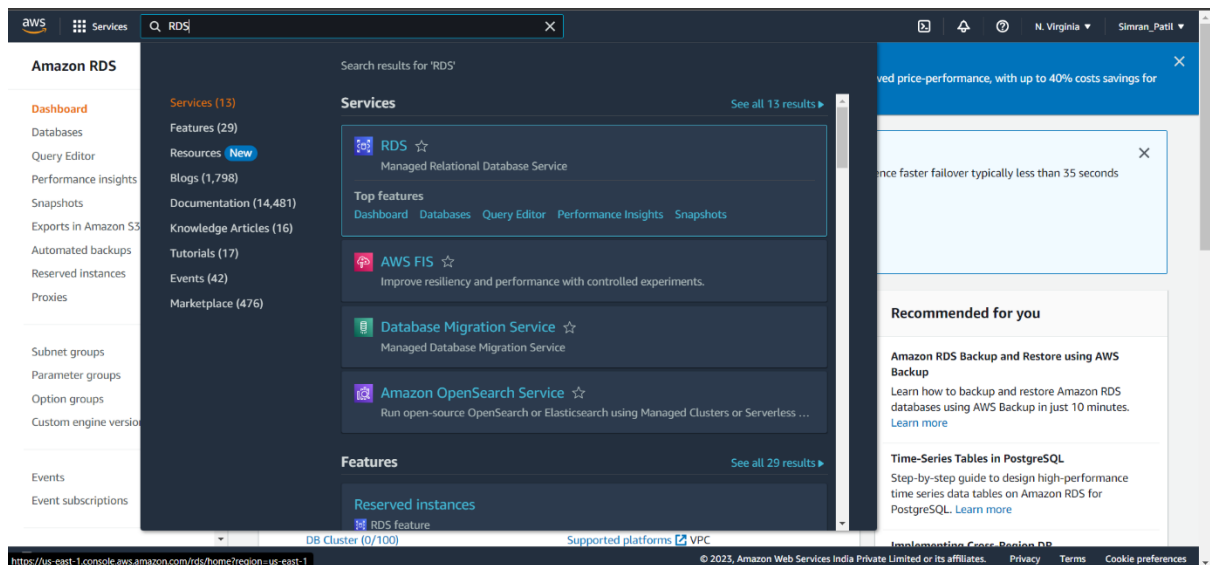 aws
Services
RDS
N. Virginia
Simran_Patil
Amazon RDS
Dashboard
Databases
Query Editor
Performance insights
Snapshots
Exports in Amazon S3
Automated backups
Reserved instances
Proxies
Subnet groups
Parameter groups
Option groups
Custom engine
Events
Event subscriptions
Search results for 'RDS'
Services (13)
Features (29)
Resources New
Blogs (1,798)
Documentation (14,481)
Knowledge Articles (16)
Tutorials (17)
Events (42)
Marketplace (476)
Services
See all 13 results
RDS
Managed Relational Database Service
Top features
Dashboard Databases Query Editor Performance Insights Snapshots
AWS FIS
Improve resiliency and performance with controlled experiments.
Database Migration Service
Managed Database Migration Service
Amazon OpenSearch Service
Run open-source OpenSearch or Elasticsearch using Managed Clusters or Serverless ...
Features
See all 29 results
Reserved instances
RDS feature
price-performance, with up to 40% costs savings for
faster failover typically less than 35 seconds
Recommended for you
Amazon RDS Backup and Restore using AWS
Backup
Learn how to backup and restore Amazon RDS
databases using AWS Backup in just 10 minutes.
Learn more
Time-Series Tables in PostgreSQL
Step-by-step guide to design high-performance
time series data tables on Amazon RDS for
PostgreSQL. Learn more
Implementing Cross-Region DR
DB Cluster (0/100)
Supported platforms VPC
https://us-east-1.console.aws.amazon.com/rds/home?region=us-east-1
© 2023, Amazon Web Services India Private Limited or its affiliates.
Privacy
Terms
Cookie preferences